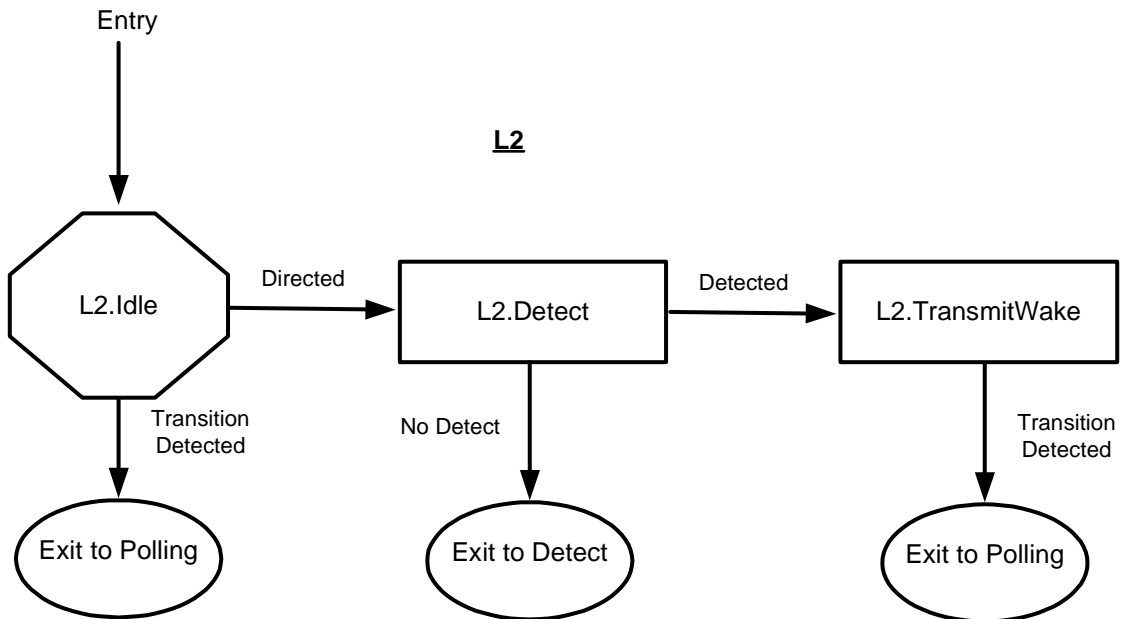 Entry
L2
L2.Idle
Directed
L2.Detect
Detected
L2.TransmitWake
Transition
Detected
No Detect
Transition
Detected
Exit to Polling
Exit to Detect
Exit to Polling